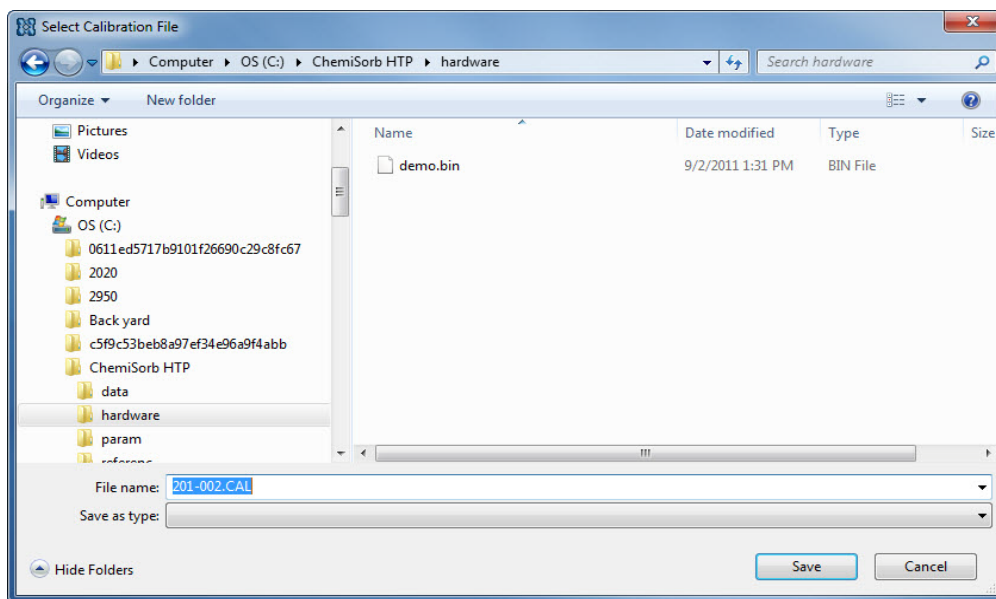 Select Calibration File
Computer OS (C:) ChemiSorb HTP hardware Search hardware
Organize New folder
Pictures
Videos
Computer
OS (C:)
0611ed5717b9101f26690c29c8fc67
2020
2950
Back yard
c5f9c53beb8a97ef34e96a9f4abb
ChemiSorb HTP
data
hardware
param
referenc
Name Date modified Type Size
demo.bin 9/2/2011 1:31 PM BIN File
File name: 201-002.CAL
Save as type:
Hide Folders Save Cancel